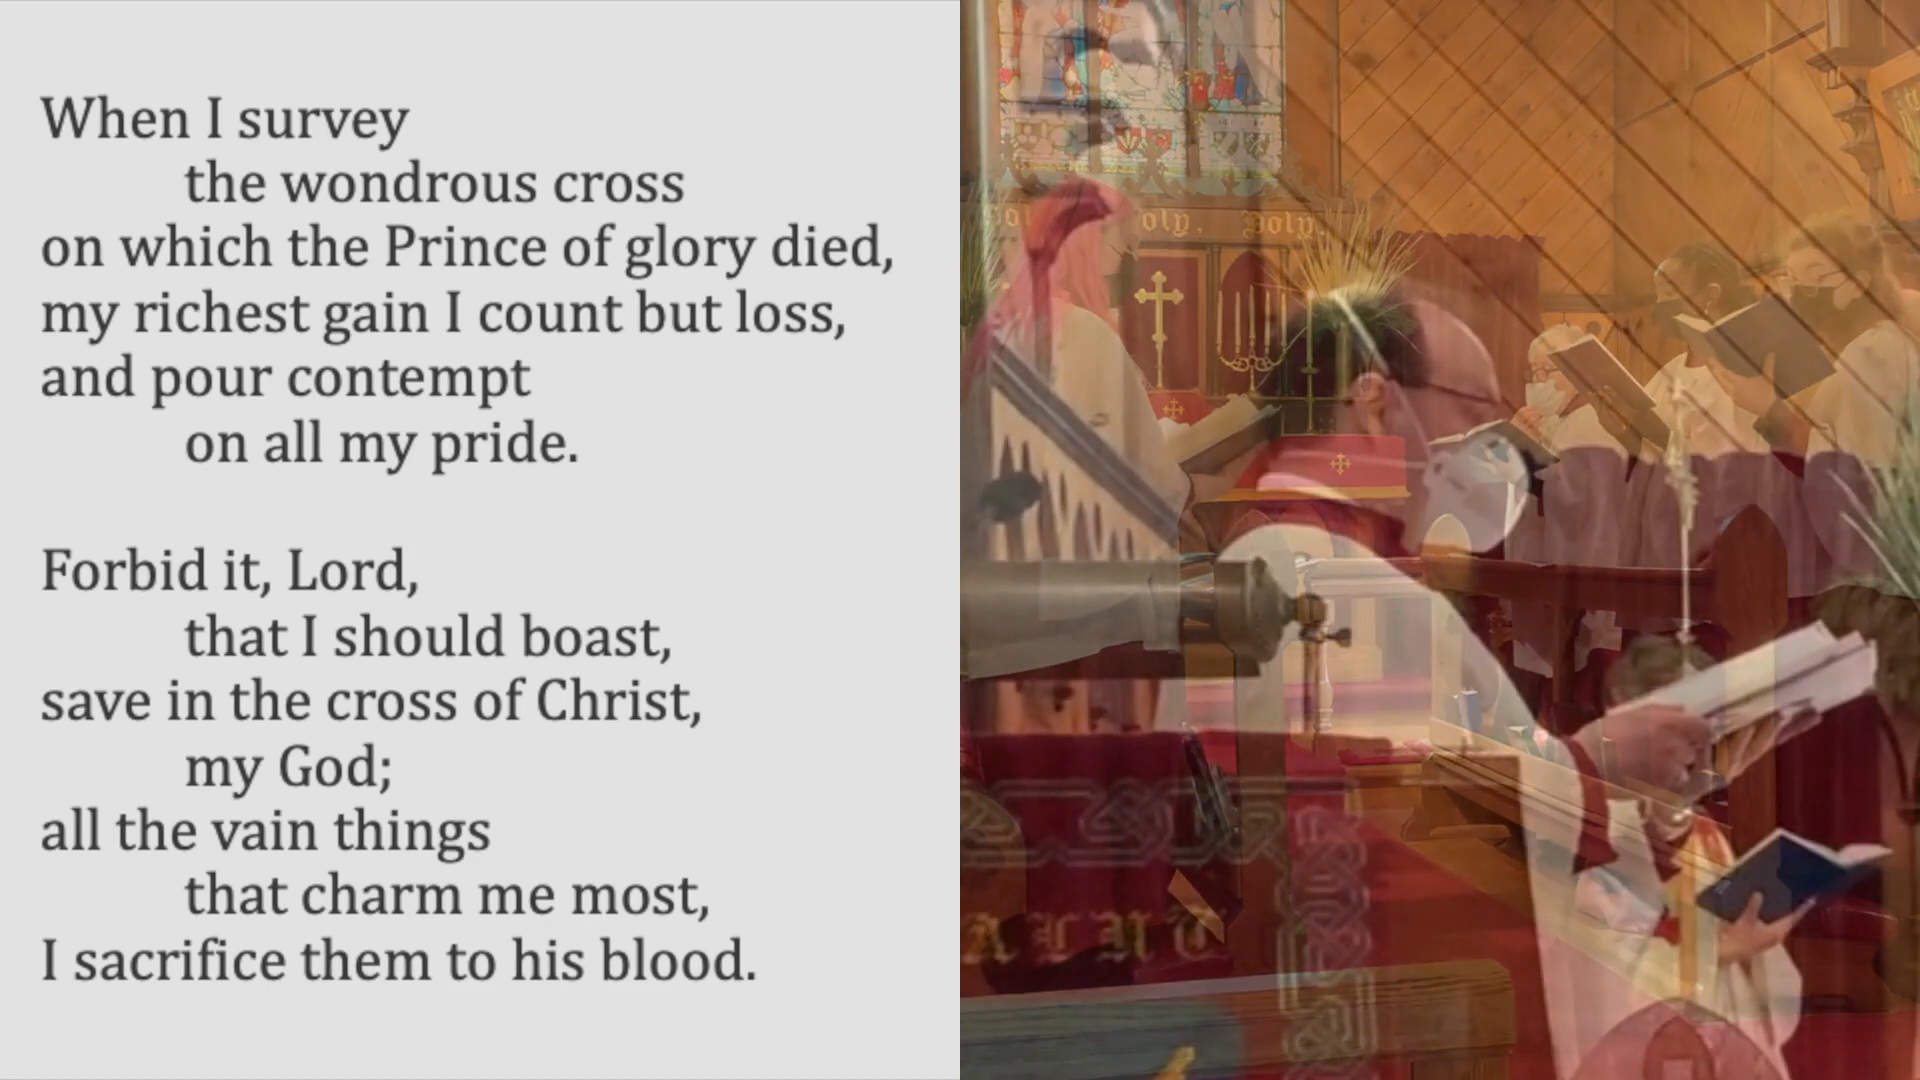 When I survey
the wondrous cross
on which the Prince of glory died,
my richest gain I count but loss,
and pour contempt
on all my pride.
Forbid it, Lord,
that I should boast,
save in the cross of Christ,
my God;
all the vain things
that charm me most,
I sacrifice them to his blood.
Holy.